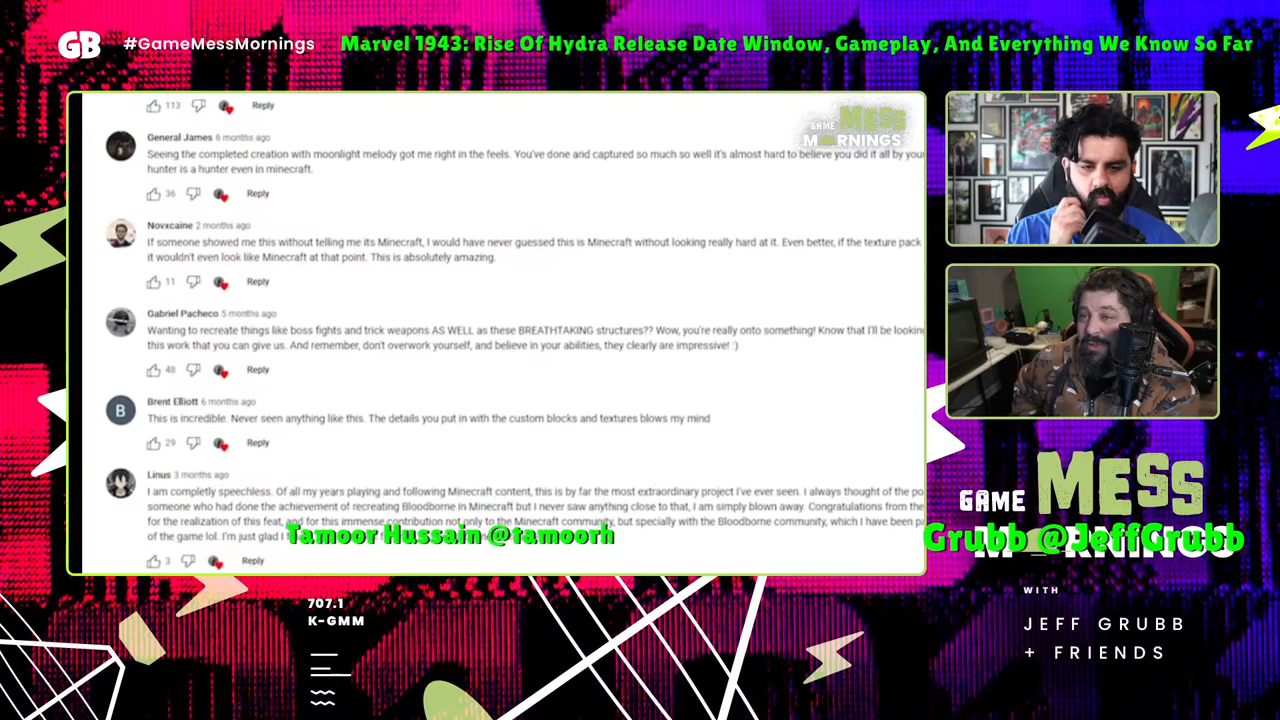 GB #GameMessMornings Marvel 1943: Rise Of Hydra Release Date Window, Gameplay, And Everything We Know So Far
113 Reply
GAME MESS
MORNINGS
General James 6 months ago
Seeing the completed creation with moonlight melody got me right in the feels. You've done and captured so much so well it's almost hard to believe you did it all by your
hunter is a hunter even in minecraft.
36 Reply
Novxcaine 2 months ago
If someone showed me this without telling me its Minecraft, I would have never guessed this is Minecraft without looking really hard at it. Even better, if the texture pack
it wouldn't even look like Minecraft at that point. This is absolutely amazing.
11 Reply
Gabriel Pacheco 5 months ago
Wanting to recreate things like boss fights and trick weapons AS WELL as these BREATHTAKING structures?? Wow, you're really onto something! Know that I'll be looking
this work that you can give us. And remember, don't overwork yourself, and believe in your abilities, they clearly are impressive! :)
48 Reply
B
Brent Elliott 6 months ago
This is incredible. Never seen anything like this. The details you put in with the custom blocks and textures blows my mind
29 Reply
Linus 3 months ago
I am completly speechless. Of all my years playing and following Minecraft content, this is by far the most extraordinary project I've ever seen. I always thought of the po
someone who had done the achievement of recreating Bloodborne in Minecraft but I never saw anything close to that, I am simply blown away. Congratulations from the
for the realization of this feat, and for this immense contribution not only to the Minecraft community, but specially with the Bloodborne community, which I have been pa
of the game lol. I'm just glad I
3 Reply
Tamoor Hussain @tamoorh
GAME MESS
MORNINGS
Grubb @JeffGrubb
WITH
JEFF GRUBB
+ FRIENDS
707.1
K-GMM